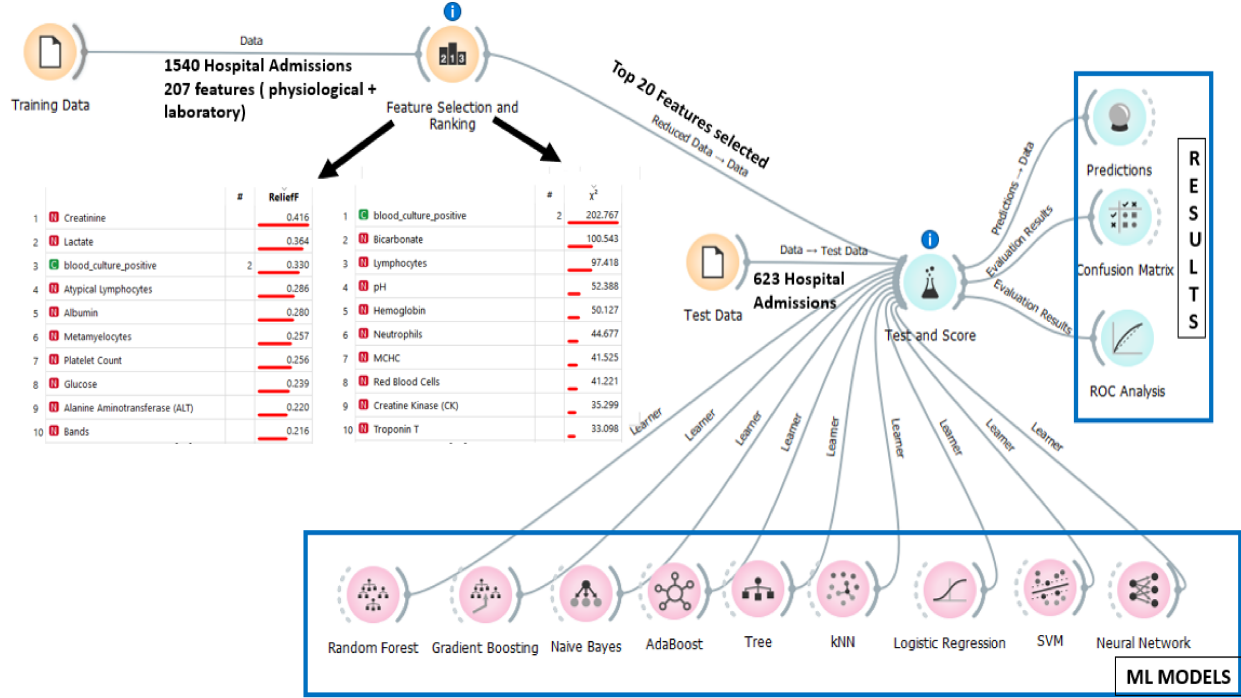 Data
1540 Hospital Admissions
207 features ( physiological +
laboratory)
Training Data
Feature Selection and
Ranking
Top 20 Features selected
Reduced Data → Data
# ReliefF
1 N Creatinine 0.416
2 N Lactate 0.364
3 C blood_culture_positive 2 0.330
4 N Atypical Lymphocytes 0.286
5 N Albumin 0.280
6 N Metamyelocytes 0.257
7 N Platelet Count 0.256
8 N Glucose 0.239
9 N Alanine Aminotransferase (ALT) 0.220
10 N Bands 0.216
# χ²
1 C blood_culture_positive 2 202.767
2 N Bicarbonate 100.543
3 N Lymphocytes 97.418
4 N pH 52.388
5 N Hemoglobin 50.127
6 N Neutrophils 44.677
7 N MCHC 41.525
8 N Red Blood Cells 41.221
9 N Creatine Kinase (CK) 35.299
10 N Troponin T 33.098
Data → Test Data
623 Hospital
Admissions
Test Data
Test and Score
Predictions → Data
Evaluation Results
Evaluation Results
Predictions
Confusion Matrix
ROC Analysis
RESULTS
Learner
Learner
Learner
Learner
Learner
Learner
Learner
Learner
Learner
Random Forest
Gradient Boosting
Naive Bayes
AdaBoost
Tree
kNN
Logistic Regression
SVM
Neural Network
ML MODELS